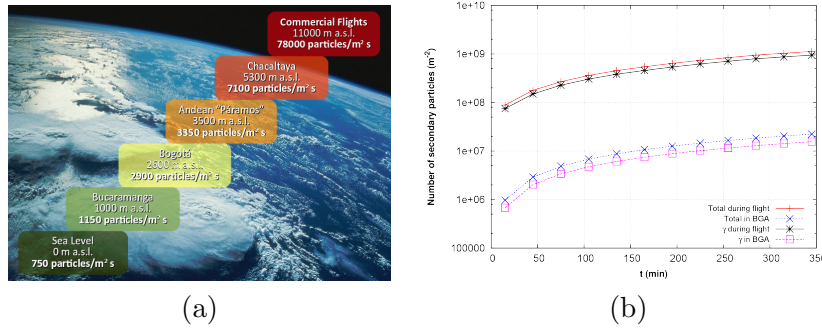 Commercial Flights
11000 m a.s.l.
78000 particles/m² s
Chacaltaya
5300 m a.s.l.
7100 particles/m² s
Andean "Páramos"
3500 m a.s.l.
3350 particles/m² s
Bogotá
2600 m a.s.l.
2900 particles/m² s
Bucaramanga
1000 m a.s.l.
1150 particles/m² s
Sea Level
0 m a.s.l.
750 particles/m² s
(a)
Number of secondary particles (m⁻²)
1e+10
1e+09
1e+08
1e+07
1e+06
100000
0 50 100 150 200 250 300 350
t (min)
Total during flight
Total in BGA
γ during flight
γ in BGA
(b)